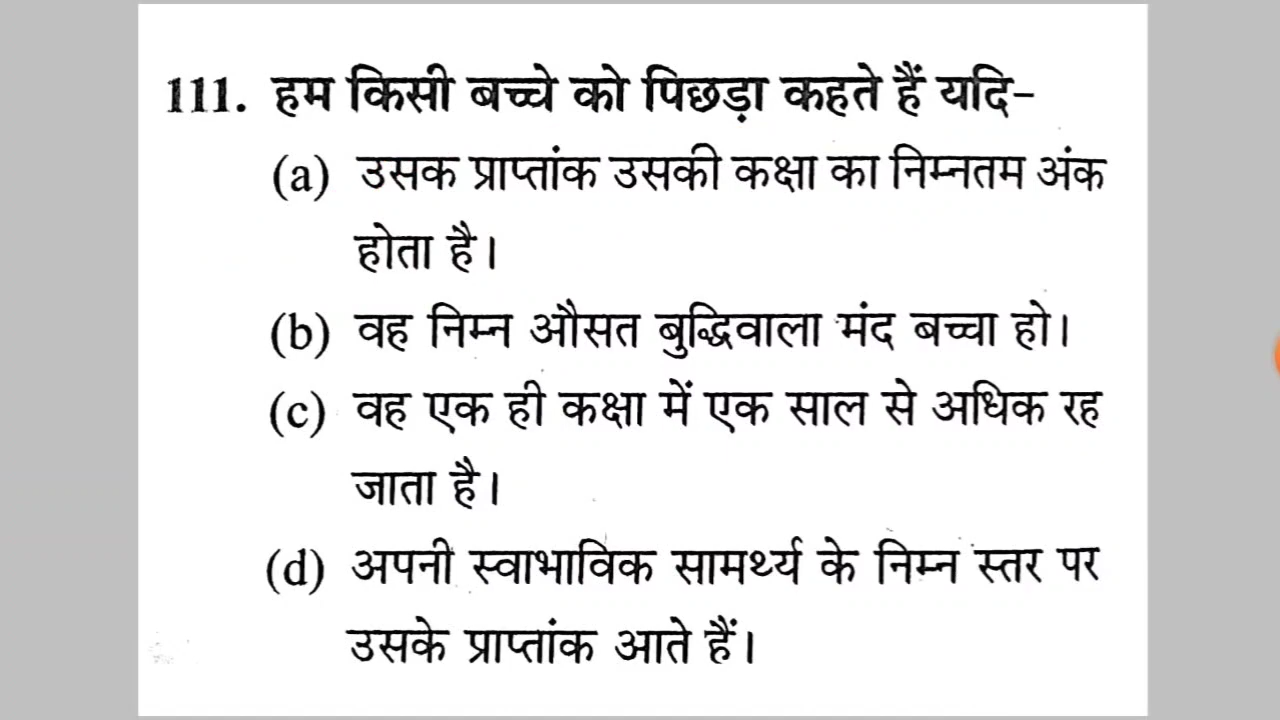 111. हम किसी बच्चे को पिछड़ा कहते हैं यदि–
(a) उसक प्राप्तांक उसकी कक्षा का निम्नतम अंक
होता है।
(b) वह निम्न औसत बुद्धिवाला मंद बच्चा हो।
(c) वह एक ही कक्षा में एक साल से अधिक रह
जाता है।
(d) अपनी स्वाभाविक सामर्थ्य के निम्न स्तर पर
उसके प्राप्तांक आते हैं।